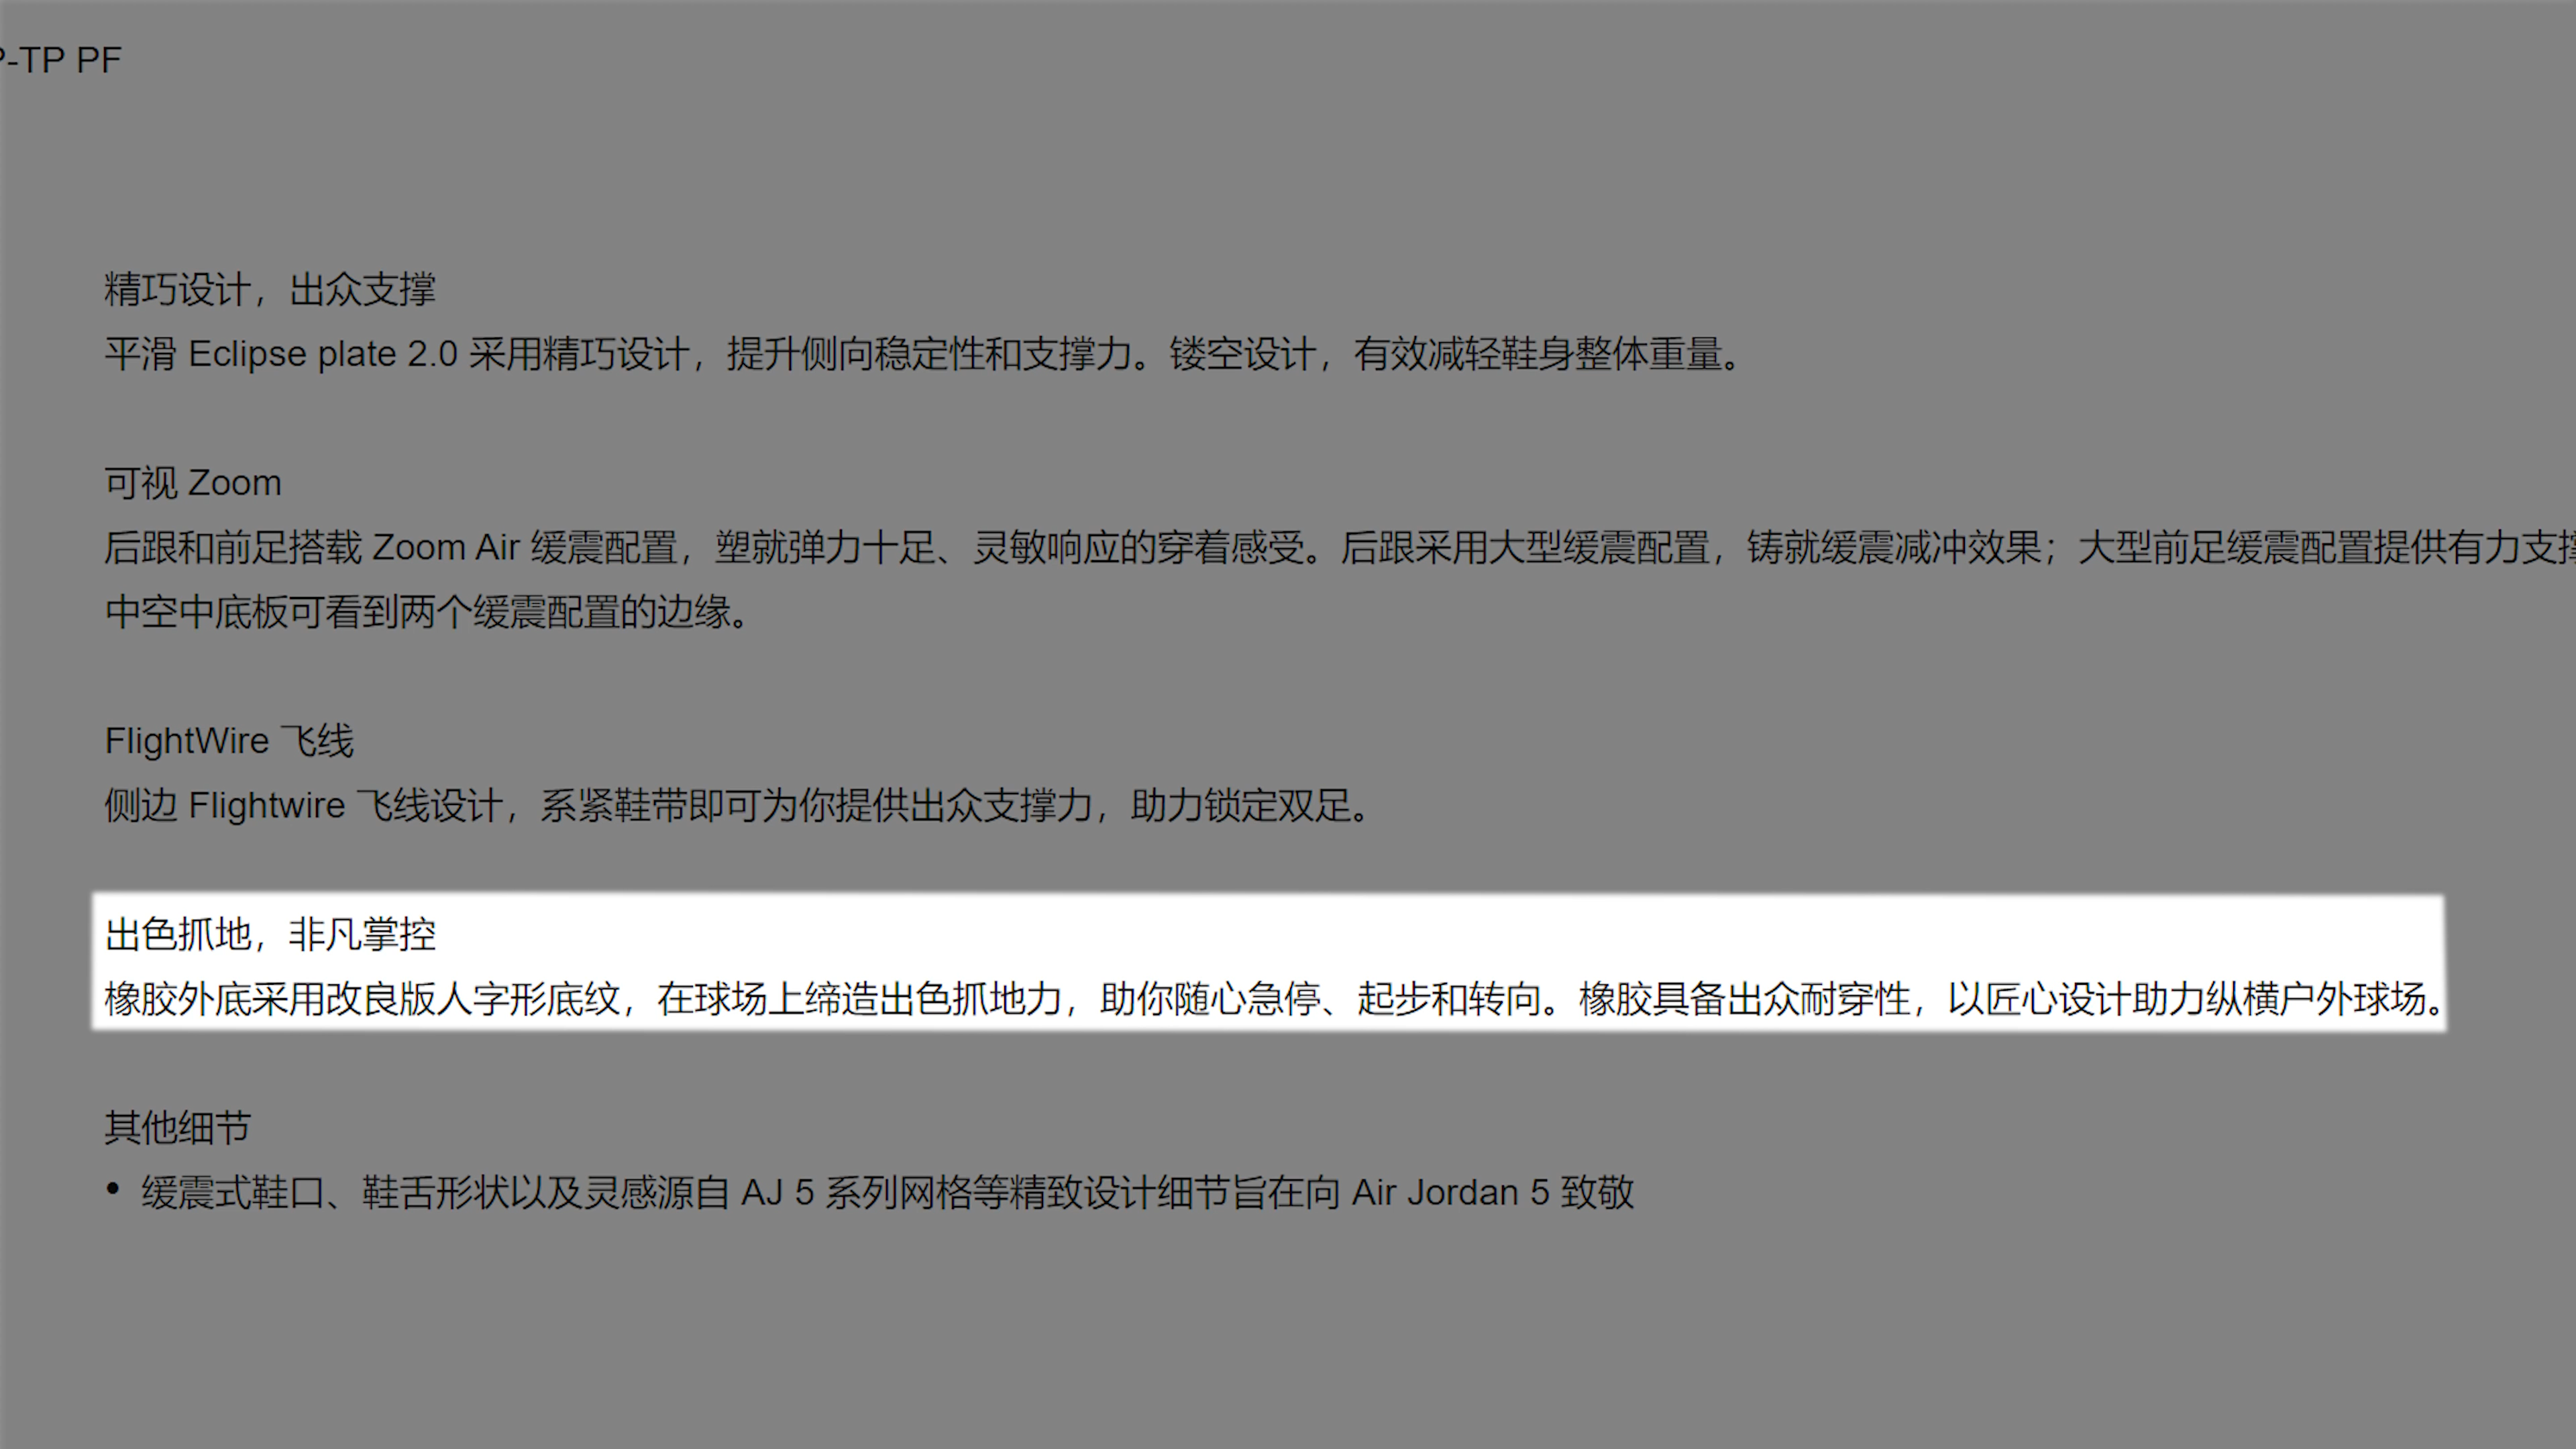 -TP PF
精巧设计，出众支撑
平滑 Eclipse plate 2.0 采用精巧设计，提升侧向稳定性和支撑力。镂空设计，有效减轻鞋身整体重量。
可视 Zoom
后跟和前足搭载 Zoom Air 缓震配置，塑就弹力十足、灵敏响应的穿着感受。后跟采用大型缓震配置，铸就缓震减冲效果；大型前足缓震配置提供有力支
中空中底板可看到两个缓震配置的边缘。
FlightWire 飞线
侧边 Flightwire 飞线设计，系紧鞋带即可为你提供出众支撑力，助力锁定双足。
出色抓地，非凡掌控
橡胶外底采用改良版人字形底纹，在球场上缔造出色抓地力，助你随心急停、起步和转向。橡胶具备出众耐穿性，以匠心设计助力纵横户外球场。
其他细节
• 缓震式鞋口、鞋舌形状以及灵感源自 AJ 5 系列网格等精致设计细节旨在向 Air Jordan 5 致敬